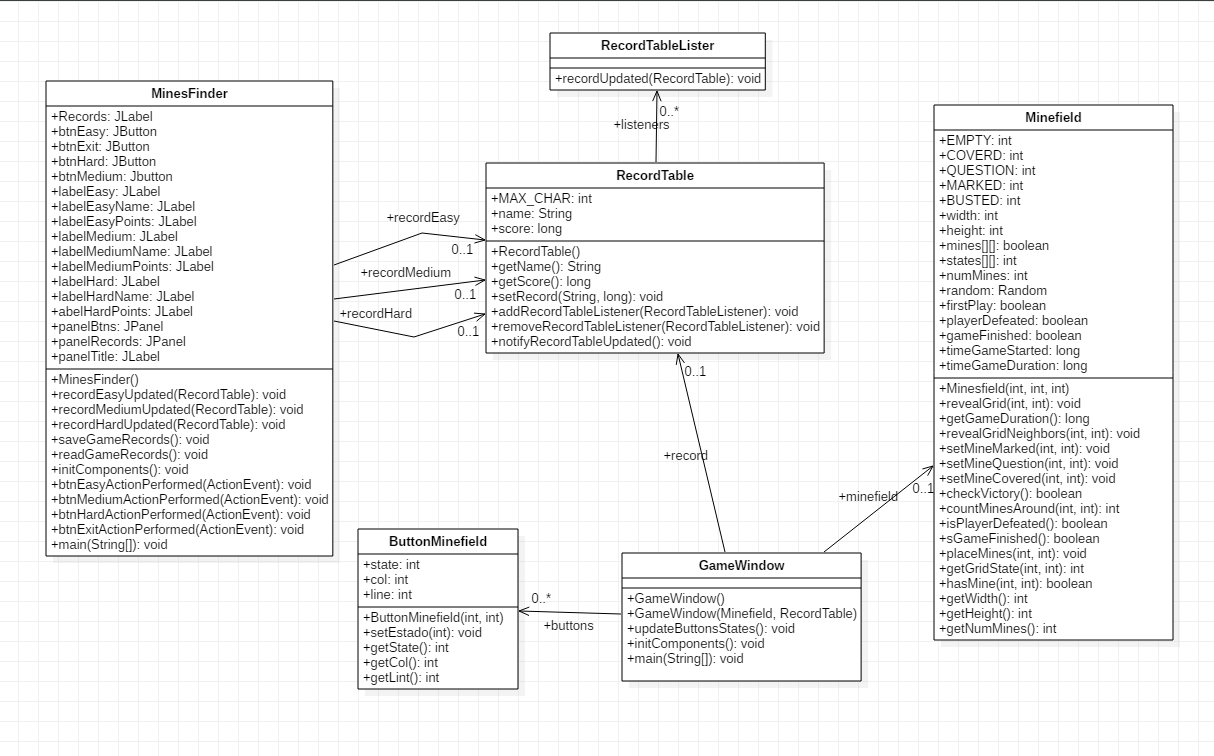 RecordTableLister
+recordUpdated(RecordTable): void
0..*
+listeners
MinesFinder
+Records: JLabel
+btnEasy: JButton
+btnExit: JButton
+btnHard: JButton
+btnMedium: Jbutton
+labelEasy: JLabel
+labelEasyName: JLabel
+labelEasyPoints: JLabel
+labelMedium: JLabel
+labelMediumName: JLabel
+labelMediumPoints: JLabel
+labelHard: JLabel
+labelHardName: JLabel
+abelHardPoints: JLabel
+panelBtns: JPanel
+panelRecords: JPanel
+panelTitle: JLabel
+MinesFinder()
+recordEasyUpdated(RecordTable): void
+recordMediumUpdated(RecordTable): void
+recordHardUpdated(RecordTable): void
+saveGameRecords(): void
+readGameRecords(): void
+initComponents(): void
+btnEasyActionPerformed(ActionEvent): void
+btnMediumActionPerformed(ActionEvent): void
+btnHardActionPerformed(ActionEvent): void
+btnExitActionPerformed(ActionEvent): void
+main(String[]): void
+recordEasy
0..1
+recordMedium
0..1
+recordHard
0..1
RecordTable
+MAX_CHAR: int
+name: String
+score: long
+RecordTable()
+getName(): String
+getScore(): long
+setRecord(String, long): void
+addRecordTableListener(RecordTableListener): void
+removeRecordTableListener(RecordTableListener): void
+notifyRecordTableUpdated(): void
0..1
+record
Minefield
+EMPTY: int
+COVERD: int
+QUESTION: int
+MARKED: int
+BUSTED: int
+width: int
+height: int
+mines[][]: boolean
+states[][]: int
+numMines: int
+random: Random
+firstPlay: boolean
+playerDefeated: boolean
+gameFinished: boolean
+timeGameStarted: long
+timeGameDuration: long
+Minesfield(int, int, int)
+revealGrid(int, int): void
+getGameDuration(): long
+revealGridNeighbors(int, int): void
+setMineMarked(int, int): void
+setMineQuestion(int, int): void
+setMineCovered(int, int): void
+checkVictory(): boolean
+countMinesAround(int, int): int
+isPlayerDefeated(): boolean
+sGameFinished(): boolean
+placeMines(int, int): void
+getGridState(int, int): int
+hasMine(int, int): boolean
+getWidth(): int
+getHeight(): int
+getNumMines(): int
+minefield
0..1
ButtonMinefield
+state: int
+col: int
+line: int
+ButtonMinefield(int, int)
+setEstado(int): void
+getState(): int
+getCol(): int
+getLint(): int
0..*
+buttons
GameWindow
+GameWindow()
+GameWindow(Minefield, RecordTable)
+updateButtonsStates(): void
+initComponents(): void
+main(String[]): void